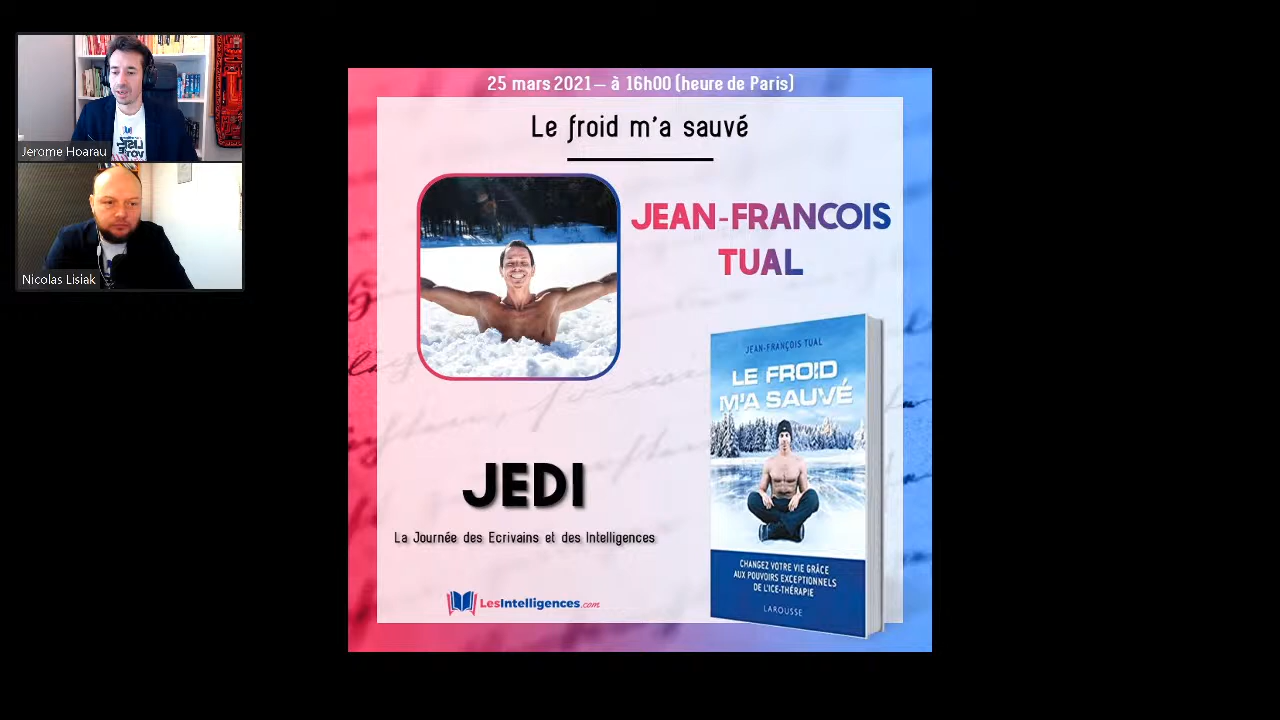 Jerome Hoarau
Nicolas Lisiak
25 mars 2021 – à 16h00 (heure de Paris)
Le froid m'a sauvé
JEAN-FRANCOIS
TUAL
JEAN-FRANÇOIS TUAL
LE FROID
M'A SAUVÉ
CHANGEZ VOTRE VIE GRÂCE
AUX POUVOIRS EXCEPTIONNELS
DE L'ICE-THÉRAPIE
LAROUSSE
JEDI
La Journée des Ecrivains et des Intelligences
LesIntelligences.com